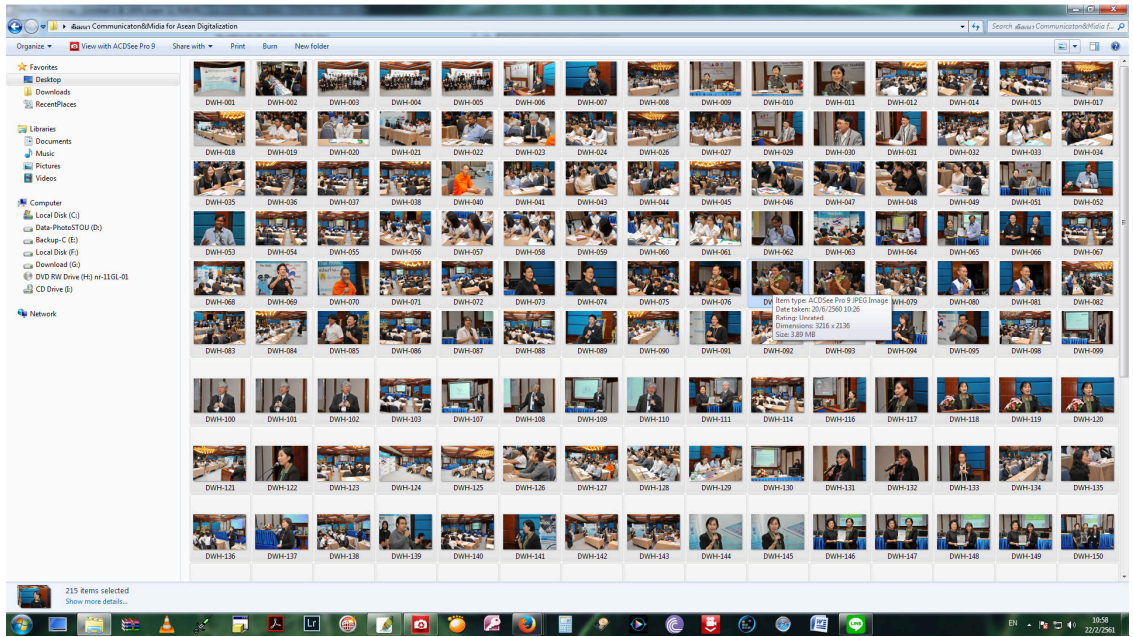 สัมมนา Communicaton&Midia for Asean Digitalization
Search สัมมนา Communicaton&Midia f...
Organize
View with ACDSee Pro 9
Share with
Print
Burn
New folder
Favorites
Desktop
Downloads
RecentPlaces
Libraries
Documents
Music
Pictures
Videos
Computer
Local Disk (C:)
Data-PhotoSTOU (D:)
Backup-C (E:)
Local Disk (F:)
Download (G:)
DVD RW Drive (H:) nr-11GL-01
CD Drive (I:)
Network
DWH-001 DWH-002 DWH-003 DWH-004 DWH-005 DWH-006 DWH-007 DWH-008 DWH-009 DWH-010 DWH-011 DWH-012 DWH-014 DWH-015 DWH-017
DWH-018 DWH-019 DWH-020 DWH-021 DWH-022 DWH-023 DWH-024 DWH-026 DWH-027 DWH-029 DWH-030 DWH-031 DWH-032 DWH-033 DWH-034
DWH-035 DWH-036 DWH-037 DWH-038 DWH-040 DWH-041 DWH-043 DWH-044 DWH-045 DWH-046 DWH-047 DWH-048 DWH-049 DWH-051 DWH-052
DWH-053 DWH-054 DWH-055 DWH-056 DWH-057 DWH-058 DWH-059 DWH-060 DWH-061 DWH-062 DWH-063 DWH-064 DWH-065 DWH-066 DWH-067
DWH-068 DWH-069 DWH-070 DWH-071 DWH-072 DWH-073 DWH-074 DWH-075 DWH-076 DWH-079 DWH-080 DWH-081 DWH-082
Item type: ACDSee Pro 9 JPEG Image
Date taken: 20/6/2560 10:26
Rating: Unrated
Dimensions: 3216 x 2136
Size: 3.89 MB
DWH-083 DWH-084 DWH-085 DWH-086 DWH-087 DWH-088 DWH-089 DWH-090 DWH-091 DWH-092 DWH-093 DWH-094 DWH-095 DWH-098 DWH-099
DWH-100 DWH-101 DWH-102 DWH-103 DWH-107 DWH-108 DWH-109 DWH-110 DWH-111 DWH-114 DWH-116 DWH-117 DWH-118 DWH-119 DWH-120
DWH-121 DWH-122 DWH-123 DWH-124 DWH-125 DWH-126 DWH-127 DWH-128 DWH-129 DWH-130 DWH-131 DWH-132 DWH-133 DWH-134 DWH-135
DWH-136 DWH-137 DWH-138 DWH-139 DWH-140 DWH-141 DWH-142 DWH-143 DWH-144 DWH-145 DWH-146 DWH-147 DWH-148 DWH-149 DWH-150
215 items selected
Show more details...
EN
10:58
22/2/2561